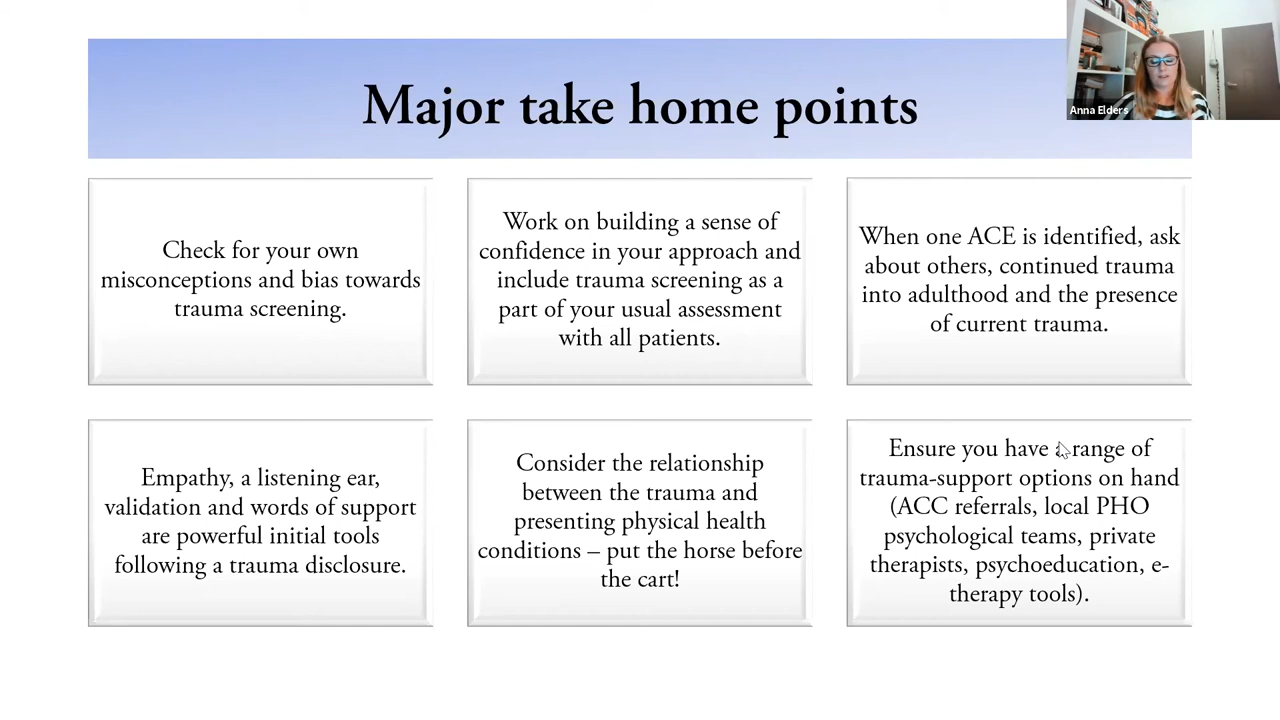 Major take home points
Anna Elders
Check for your own
misconceptions and bias towards
trauma screening.
Work on building a sense of
confidence in your approach and
include trauma screening as a
part of your usual assessment
with all patients.
When one ACE is identified, ask
about others, continued trauma
into adulthood and the presence
of current trauma.
Empathy, a listening ear,
validation and words of support
are powerful initial tools
following a trauma disclosure.
Consider the relationship
between the trauma and
presenting physical health
conditions – put the horse before
the cart!
Ensure you have a range of
trauma-support options on hand
(ACC referrals, local PHO
psychological teams, private
therapists, psychoeducation, e-
therapy tools).